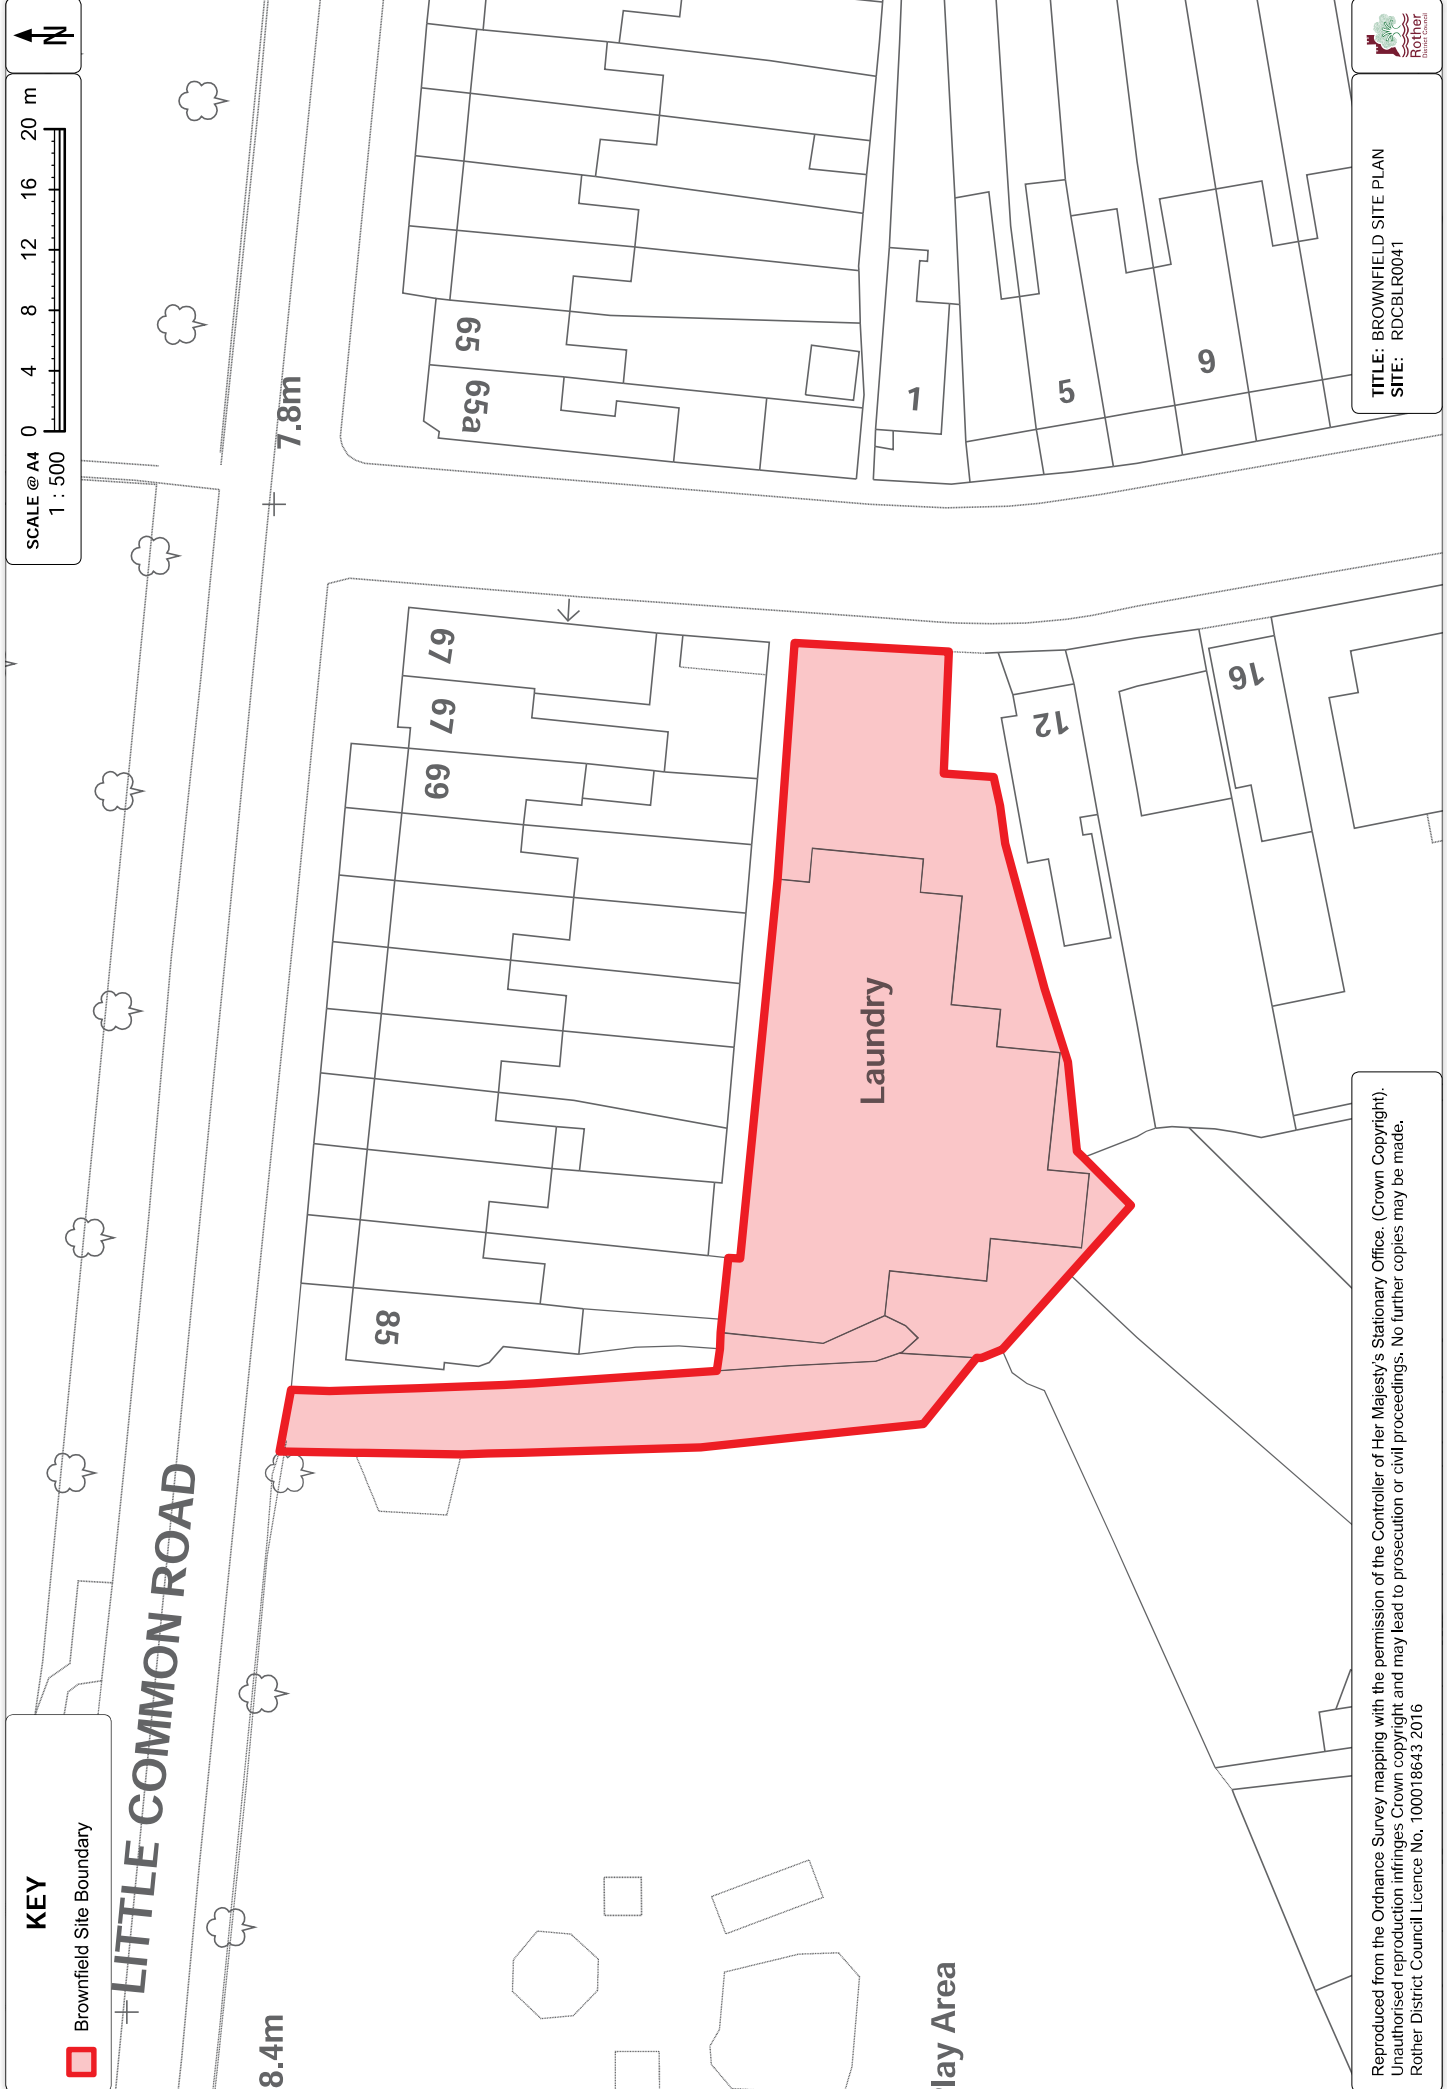 KEY
Brownfield Site Boundary
SCALE @ A4
1 : 500
0 4 8 12 16 20 m
N
LITTLE COMMON ROAD
8.4m
7.8m
85
69
67
67
65a
65
1
5
9
12
16
Laundry
lay Area
Reproduced from the Ordnance Survey mapping with the permission of the Controller of Her Majesty's Stationary Office. (Crown Copyright).
Unauthorised reproduction infringes Crown copyright and may lead to prosecution or civil proceedings. No further copies may be made.
Rother District Council Licence No. 100018643 2016
TITLE: BROWNFIELD SITE PLAN
SITE: RDCBLR0041
Rother
District Council